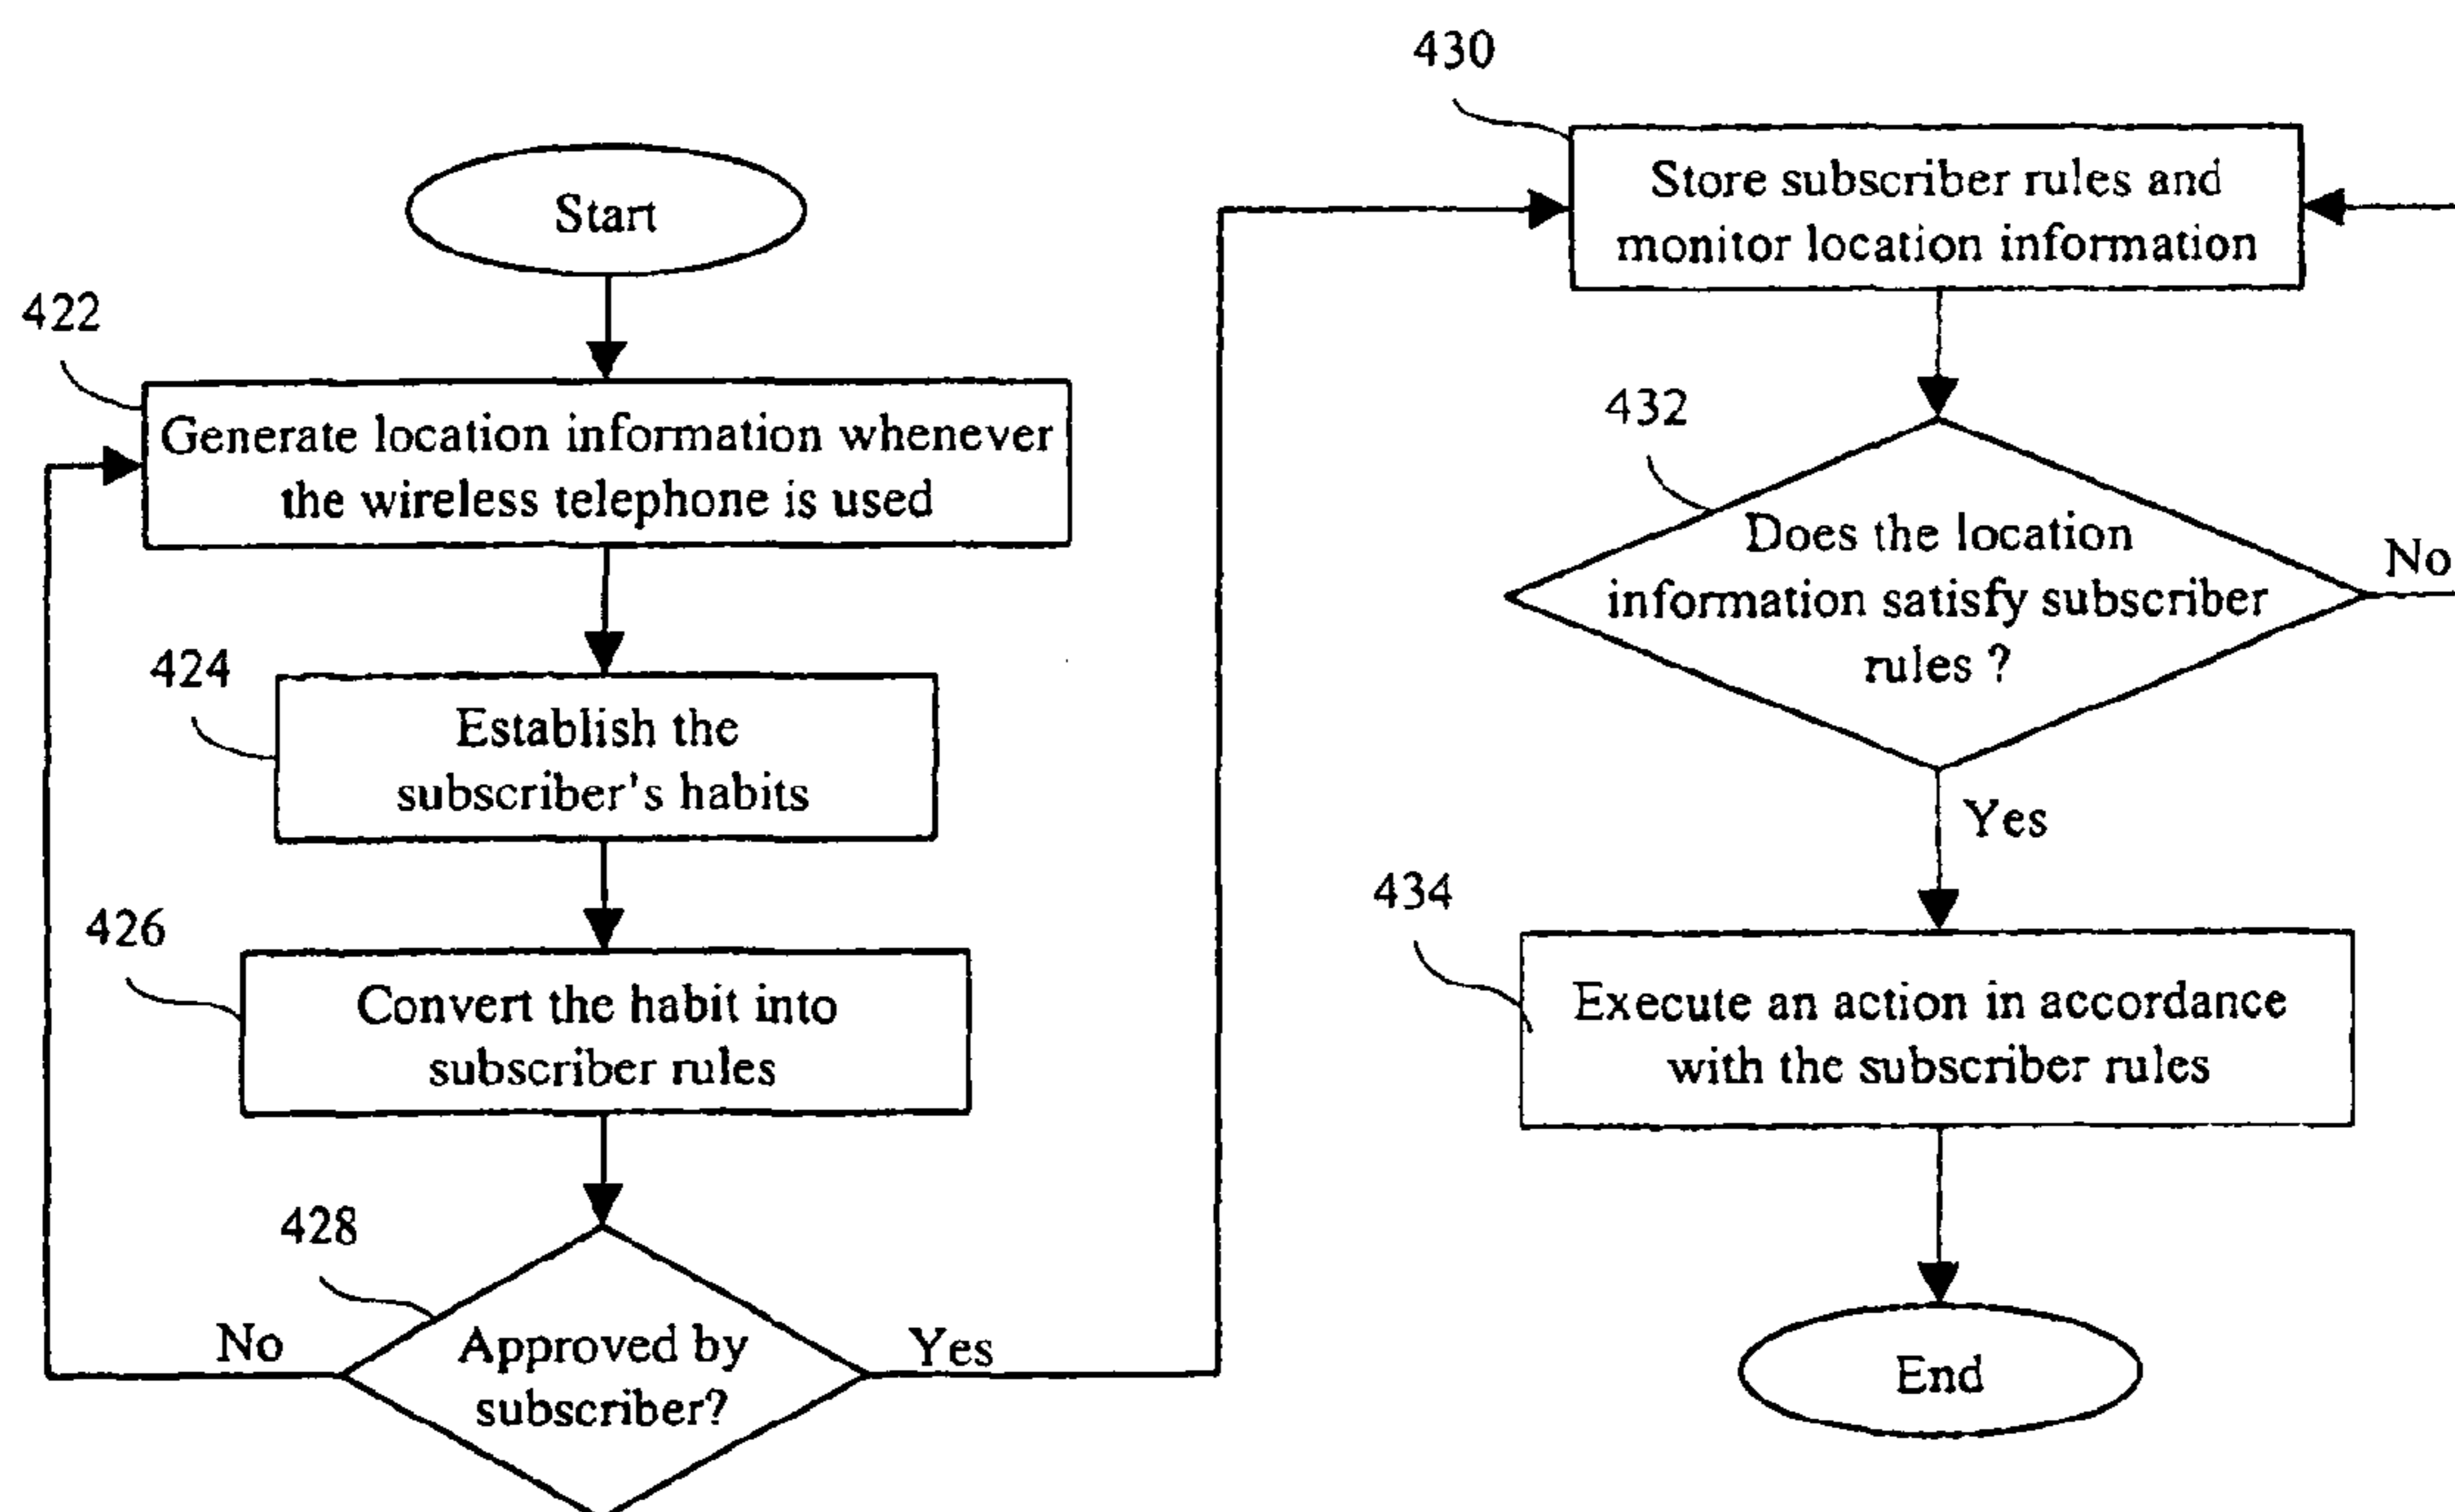 Start
422
Generate location information whenever
the wireless telephone is used
424
Establish the
subscriber's habits
426
Convert the habit into
subscriber rules
428
Approved by
subscriber?
No
Yes
430
Store subscriber rules and
monitor location information
432
Does the location
information satisfy subscriber
rules ?
No
Yes
434
Execute an action in accordance
with the subscriber rules
End